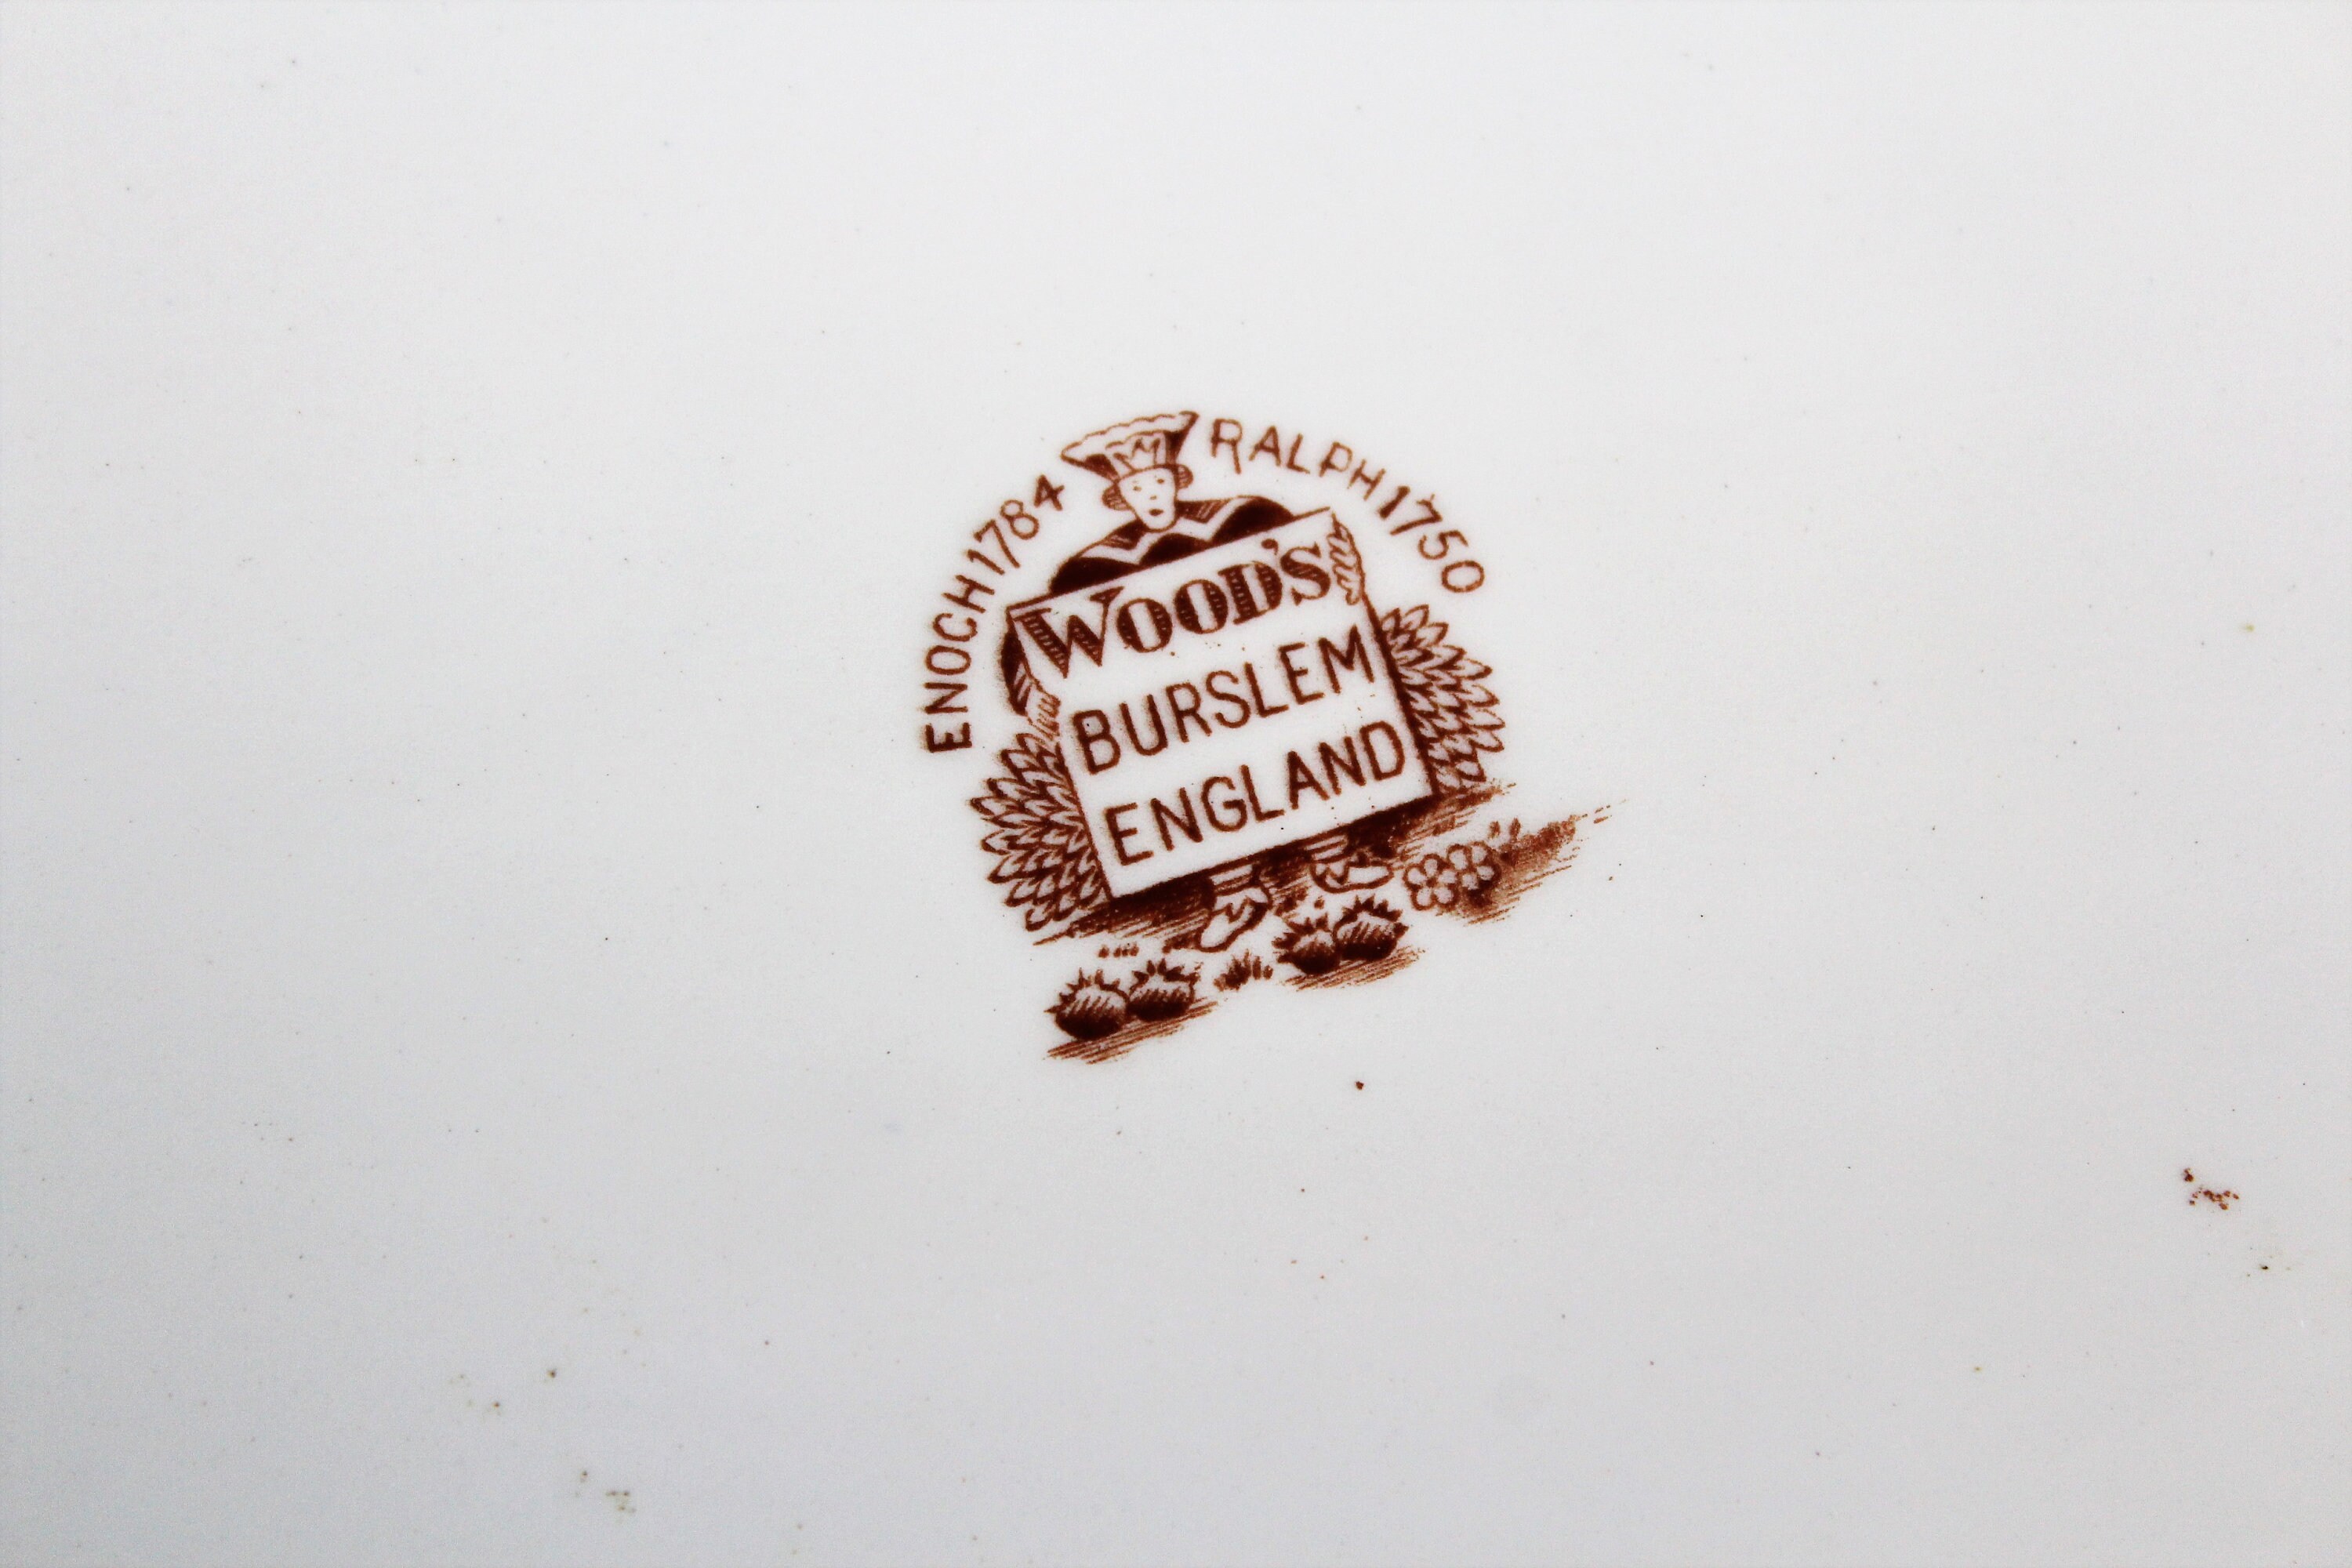 ENOCH 1784 RALPH 1750
WOOD'S
BURSLEM
ENGLAND